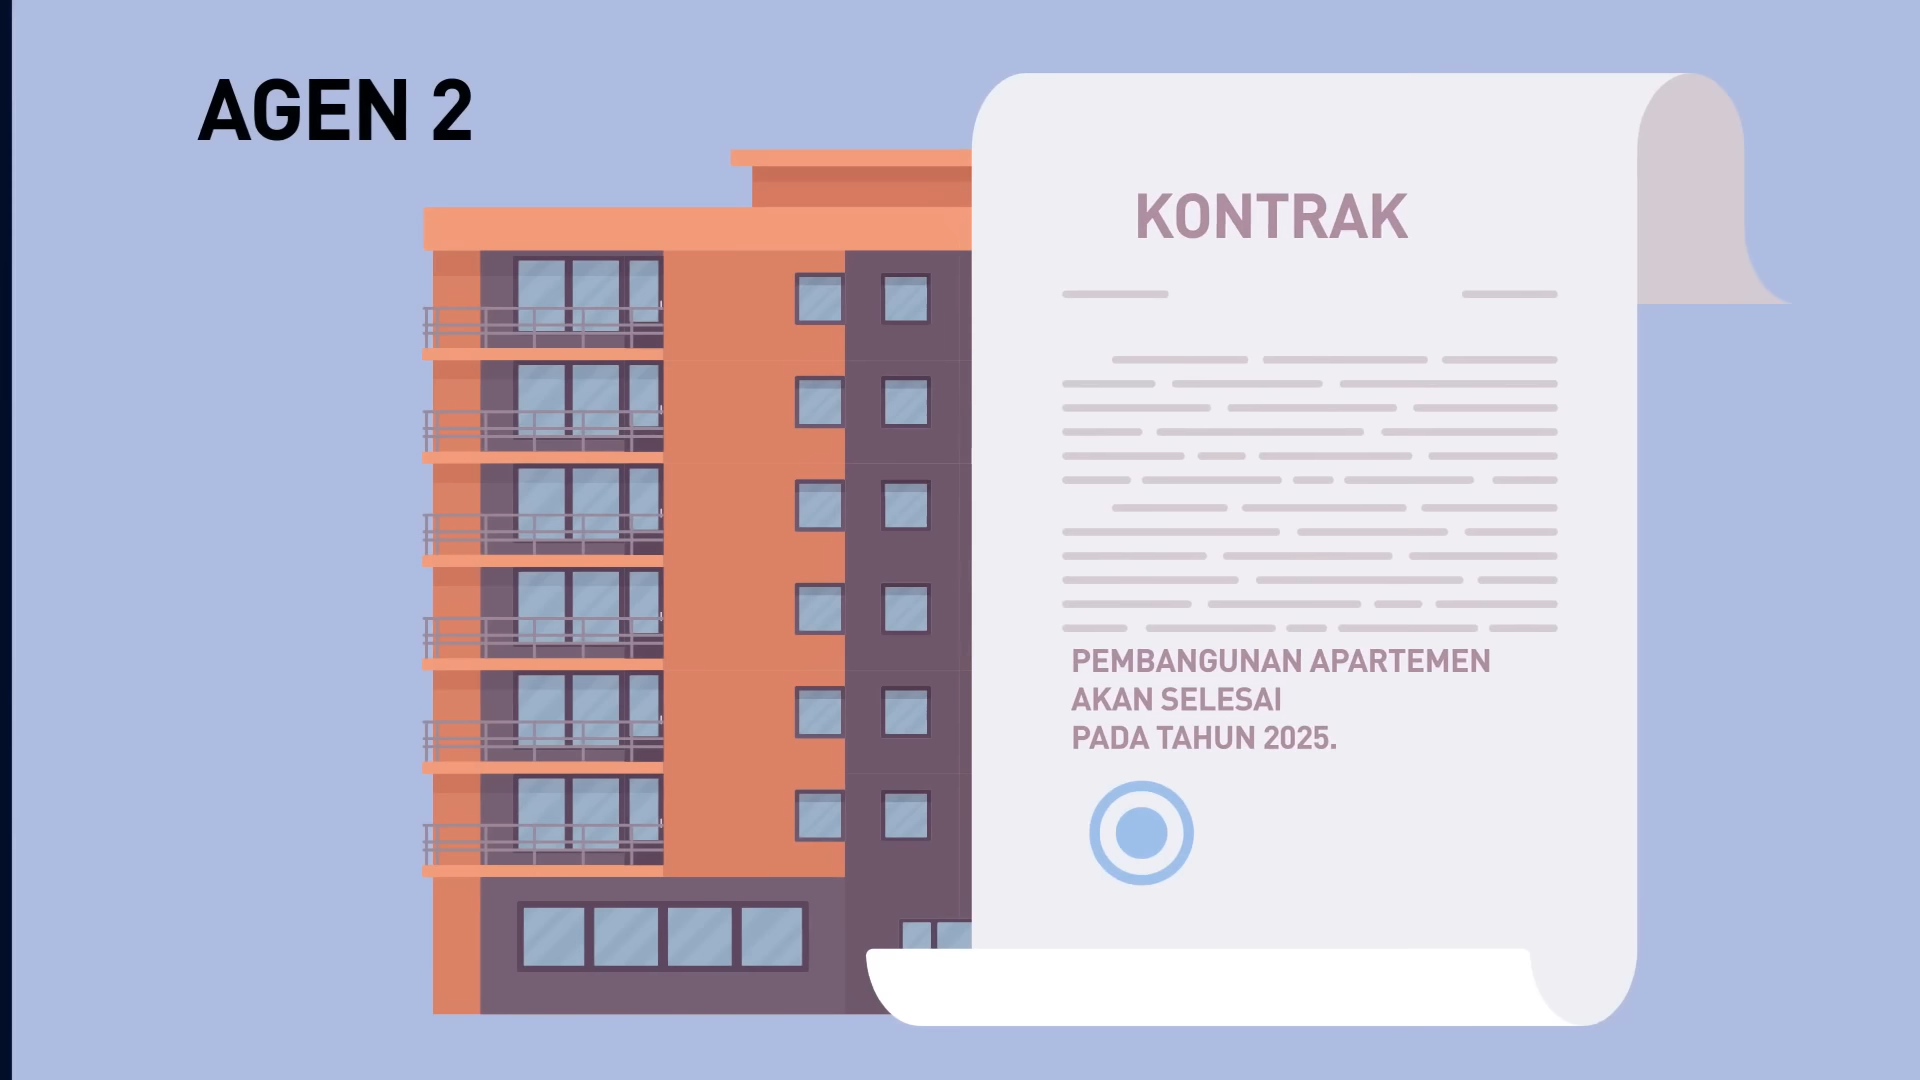 AGEN 2
KONTRAK
PEMBANGUNAN APARTEMEN
AKAN SELESAI
PADA TAHUN 2025.